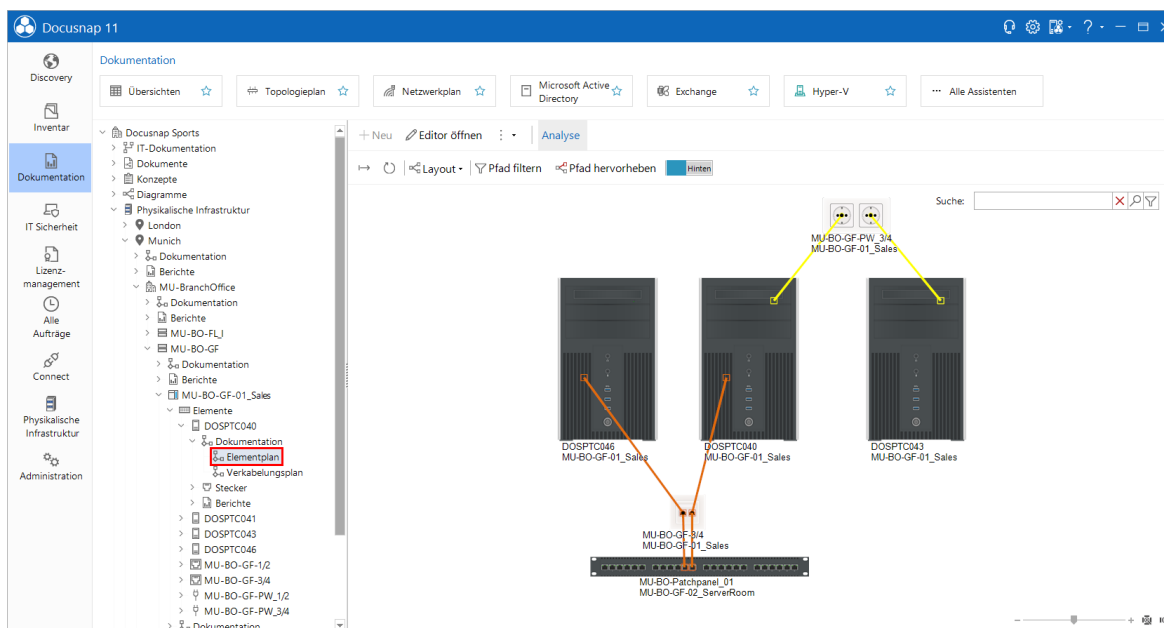 Docusnap 11
Discovery
Inventar
Dokumentation
IT Sicherheit
Lizenz-
management
Alle
Aufträge
Connect
Physikalische
Infrastruktur
Administration
Dokumentation
Übersichten
Topologieplan
Netzwerkplan
Microsoft Active
Directory
Exchange
Hyper-V
Alle Assistenten
Docusnap Sports
IT-Dokumentation
Dokumente
Konzepte
Diagramme
Physikalische Infrastruktur
London
Munich
Dokumentation
Berichte
MU-BranchOffice
Dokumentation
Berichte
MU-BO-FL_I
MU-BO-GF
Dokumentation
Berichte
MU-BO-GF-01_Sales
Elemente
DOSPTC040
Dokumentation
Elementplan
Verkabelungsplan
Stecker
Berichte
DOSPTC041
DOSPTC043
DOSPTC046
MU-BO-GF-1/2
MU-BO-GF-3/4
MU-BO-GF-PW_1/2
MU-BO-GF-PW_3/4
Dokumentation
Neu Editor öffnen Analyse
Layout Pfad filtern Pfad hervorheben Hinten
Suche:
MU-BO-GF-PW_3/4
MU-BO-GF-01_Sales
DOSPTC046
MU-BO-GF-01_Sales
DOSPTC040
MU-BO-GF-01_Sales
DOSPTC043
MU-BO-GF-01_Sales
MU-BO-GF-3/4
MU-BO-GF-01_Sales
MU-BO-Patchpanel_01
MU-BO-GF-02_ServerRoom